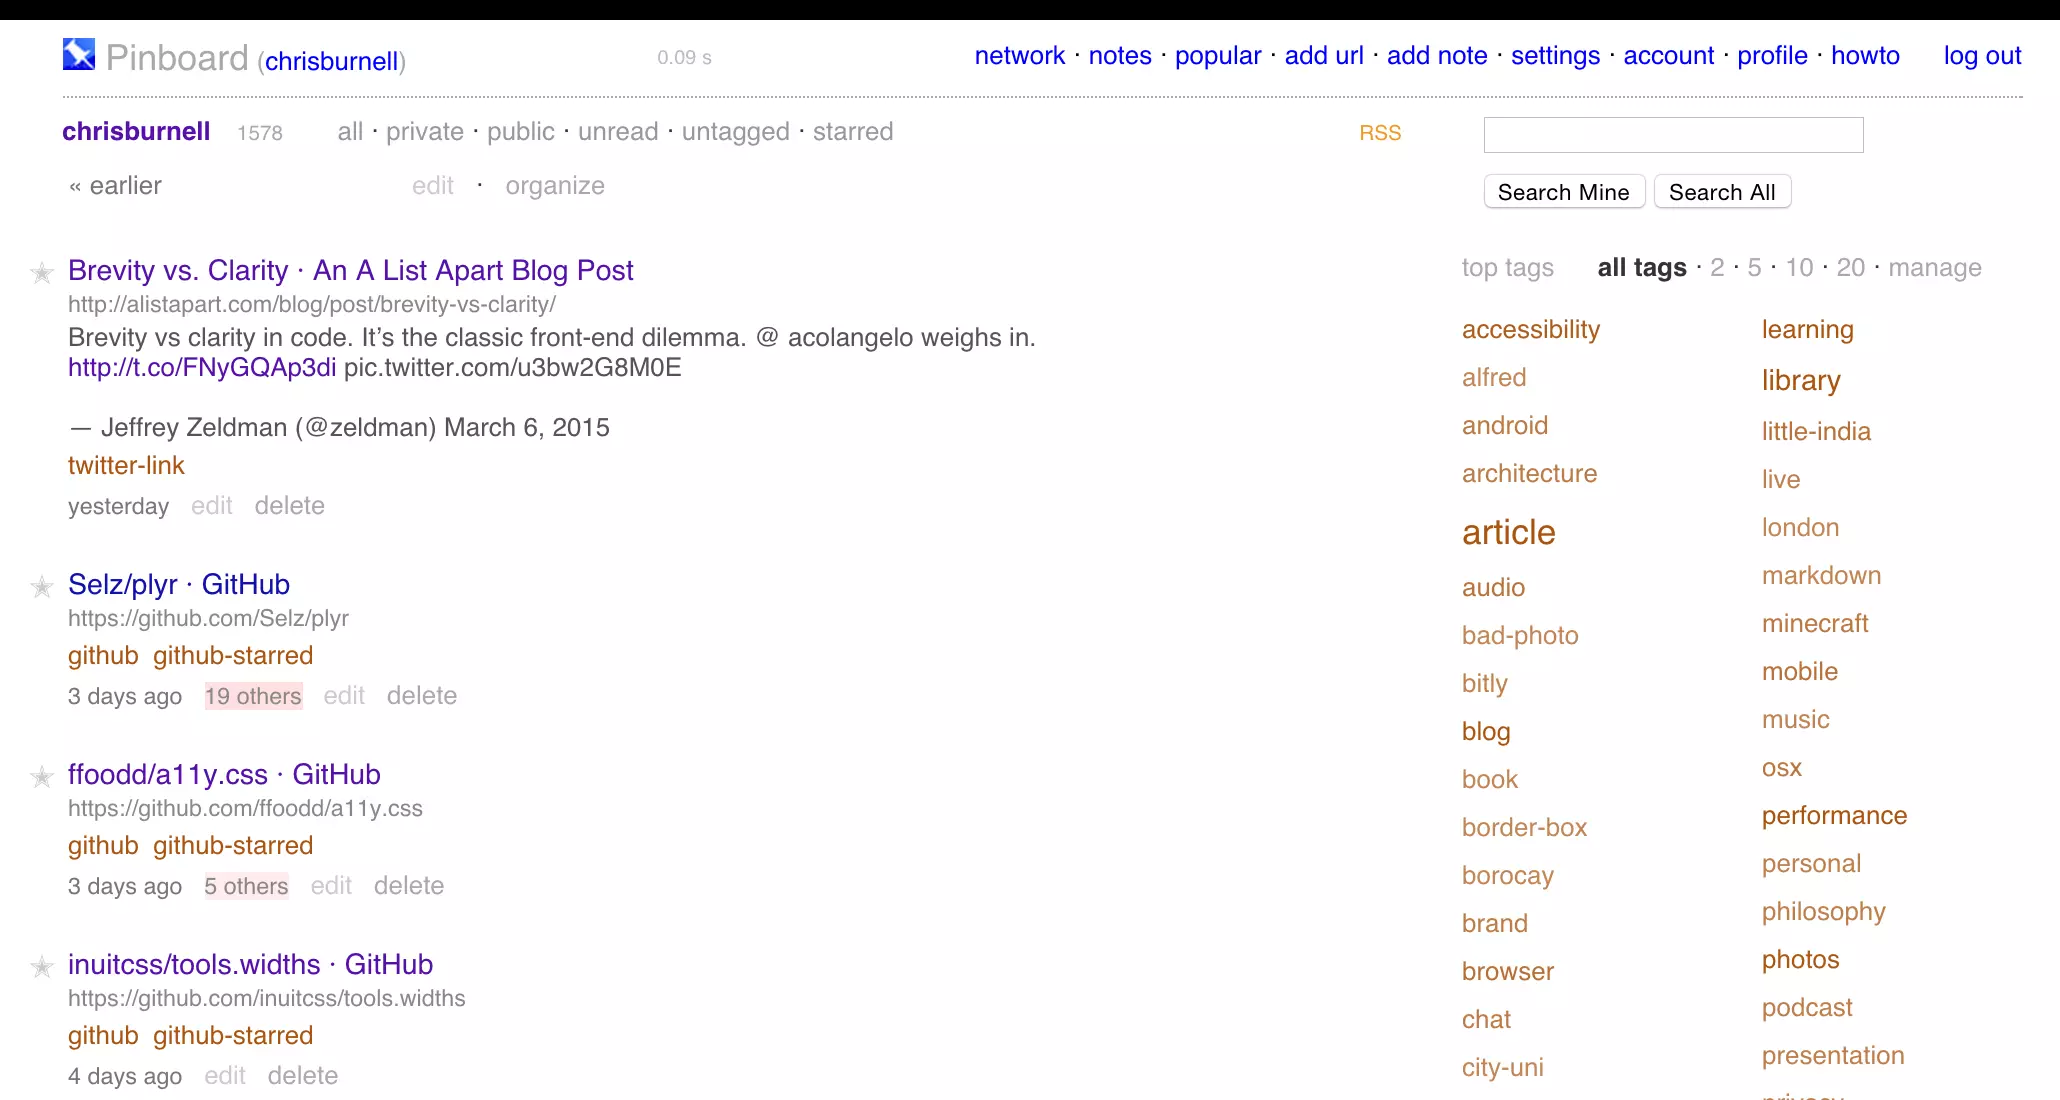 Pinboard (chrisburnell)
0.09 s
network · notes · popular · add url · add note · settings · account · profile · howto
log out
chrisburnell 1578 all · private · public · unread · untagged · starred
RSS
« earlier
edit · organize
Search Mine
Search All
Brevity vs. Clarity · An A List Apart Blog Post
http://alistapart.com/blog/post/brevity-vs-clarity/
Brevity vs clarity in code. It’s the classic front-end dilemma. @ acolangelo weighs in.
http://t.co/FNyGQAp3di pic.twitter.com/u3bw2G8M0E
— Jeffrey Zeldman (@zeldman) March 6, 2015
twitter-link
yesterday edit delete
Selz/plyr · GitHub
https://github.com/Selz/plyr
github github-starred
3 days ago 19 others edit delete
ffoodd/a11y.css · GitHub
https://github.com/ffoodd/a11y.css
github github-starred
3 days ago 5 others edit delete
inuitcss/tools.widths · GitHub
https://github.com/inuitcss/tools.widths
github github-starred
4 days ago edit delete
top tags all tags · 2 · 5 · 10 · 20 · manage
accessibility
alfred
android
architecture
article
audio
bad-photo
bitly
blog
book
border-box
borocay
brand
browser
chat
city-uni
learning
library
little-india
live
london
markdown
minecraft
mobile
music
osx
performance
personal
philosophy
photos
podcast
presentation